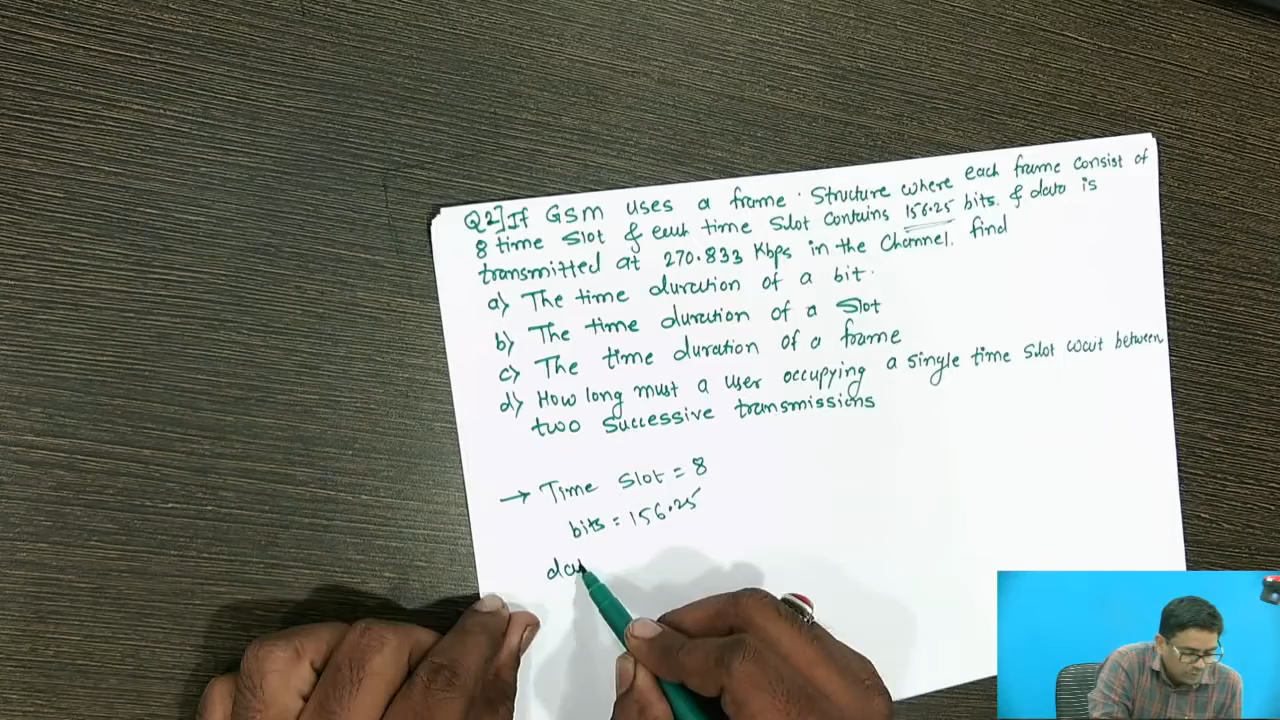 Q2] If GSM uses a frame structure where each frame consist of
8 time slot & each time slot contains 156.25 bits. & data is
transmitted at 270.833 Kbps in the channel. find
a) The time duration of a bit.
b) The time duration of a slot
c) The time duration of a frame
d) How long must a user occupying a single time slot wait between
two successive transmissions
→ Time slot = 8
bits = 156.25
da